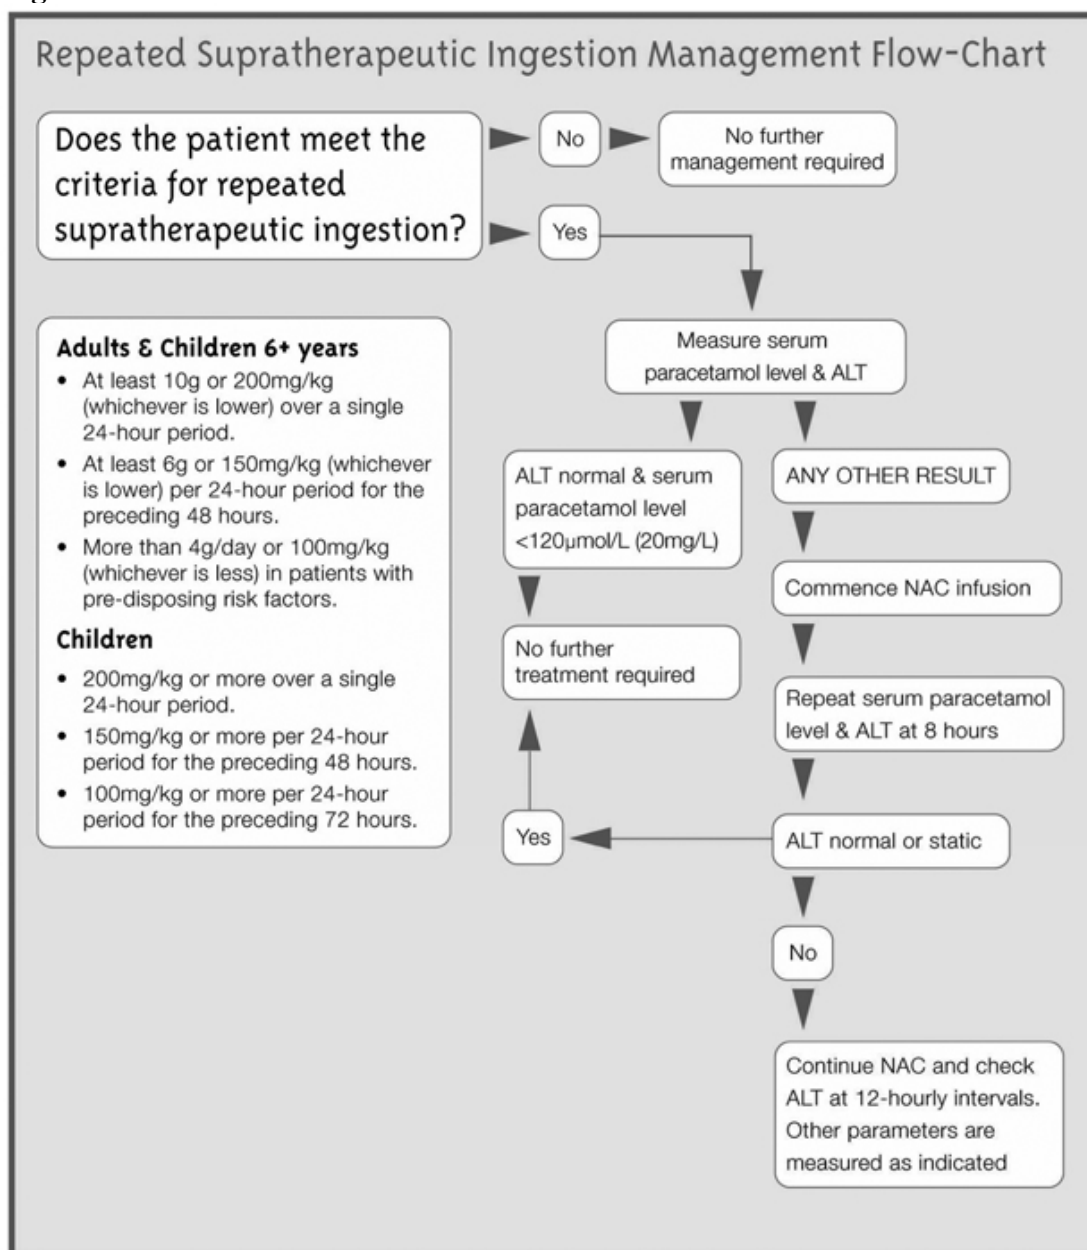 Repeated Supratherapeutic Ingestion Management Flow-Chart
Does the patient meet the
criteria for repeated
supratherapeutic ingestion?
No
No further
management required
Yes
Measure serum
paracetamol level & ALT
Adults & Children 6+ years
• At least 10g or 200mg/kg
(whichever is lower) over a single
24-hour period.
• At least 6g or 150mg/kg (whichever
is lower) per 24-hour period for the
preceding 48 hours.
• More than 4g/day or 100mg/kg
(whichever is less) in patients with
pre-disposing risk factors.
Children
• 200mg/kg or more over a single
24-hour period.
• 150mg/kg or more per 24-hour
period for the preceding 48 hours.
• 100mg/kg or more per 24-hour
period for the preceding 72 hours.
ALT normal & serum
paracetamol level
<120µmol/L (20mg/L)
No further
treatment required
Yes
ANY OTHER RESULT
Commence NAC infusion
Repeat serum paracetamol
level & ALT at 8 hours
ALT normal or static
No
Continue NAC and check
ALT at 12-hourly intervals.
Other parameters are
measured as indicated